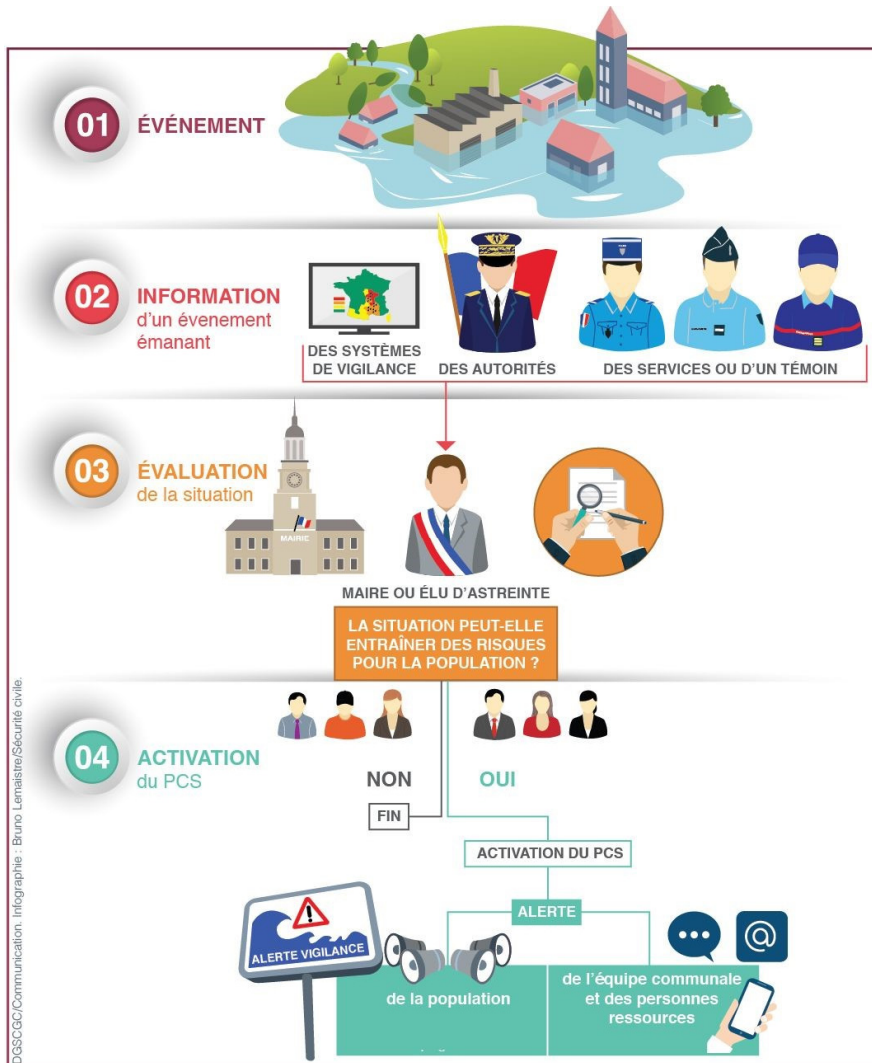 01
ÉVÉNEMENT
02
INFORMATION
d'un évenement
émanant
DES SYSTÈMES
DE VIGILANCE
DES AUTORITÉS
DES SERVICES OU D'UN TÉMOIN
03
ÉVALUATION
de la situation
MAIRIE
MAIRE OU ÉLU D'ASTREINTE
LA SITUATION PEUT-ELLE
ENTRAÎNER DES RISQUES
POUR LA POPULATION ?
04
ACTIVATION
du PCS
NON
OUI
FIN
ACTIVATION DU PCS
ALERTE
ALERTE VIGILANCE
@
de la population
de l'équipe communale
et des personnes
ressources
DGSCGC/Communication. Infographie : Bruno Lemaistre/Sécurité civile.